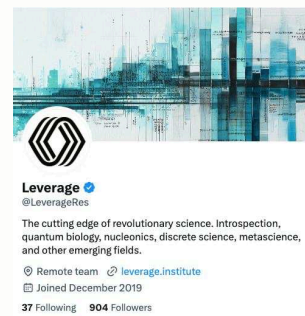 Leverage
@LeverageRes
The cutting edge of revolutionary science. Introspection,
quantum biology, nucleonics, discrete science, metascience,
and other emerging fields.
Remote team leverage.institute
Joined December 2019
37 Following 904 Followers